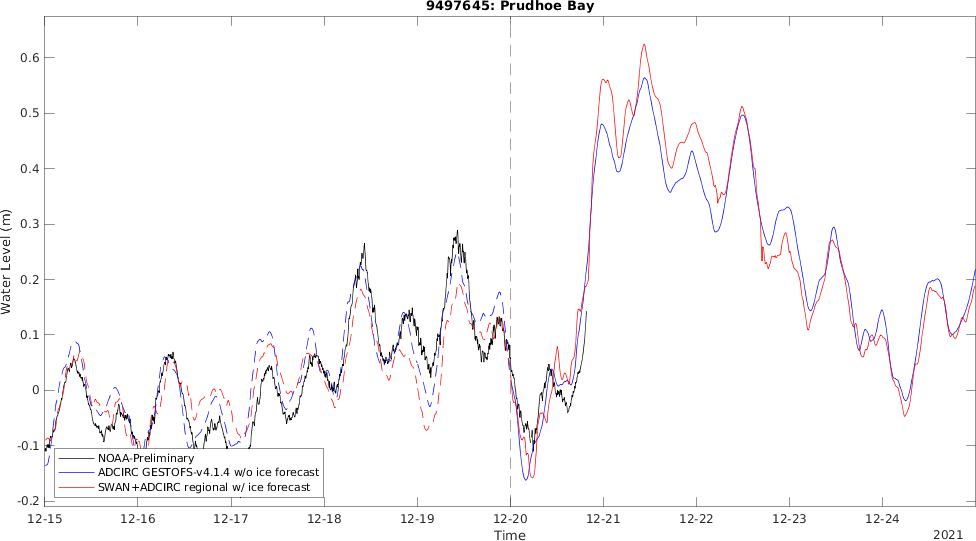 9497645: Prudhoe Bay
Water Level (m)
0.6
0.5
0.4
0.3
0.2
0.1
0
-0.1
-0.2
NOAA-Preliminary
ADCIRC GESTOFS-v4.1.4 w/o ice forecast
SWAN+ADCIRC regional w/ ice forecast
12-15 12-16 12-17 12-18 12-19 12-20 12-21 12-22 12-23 12-24
Time
2021